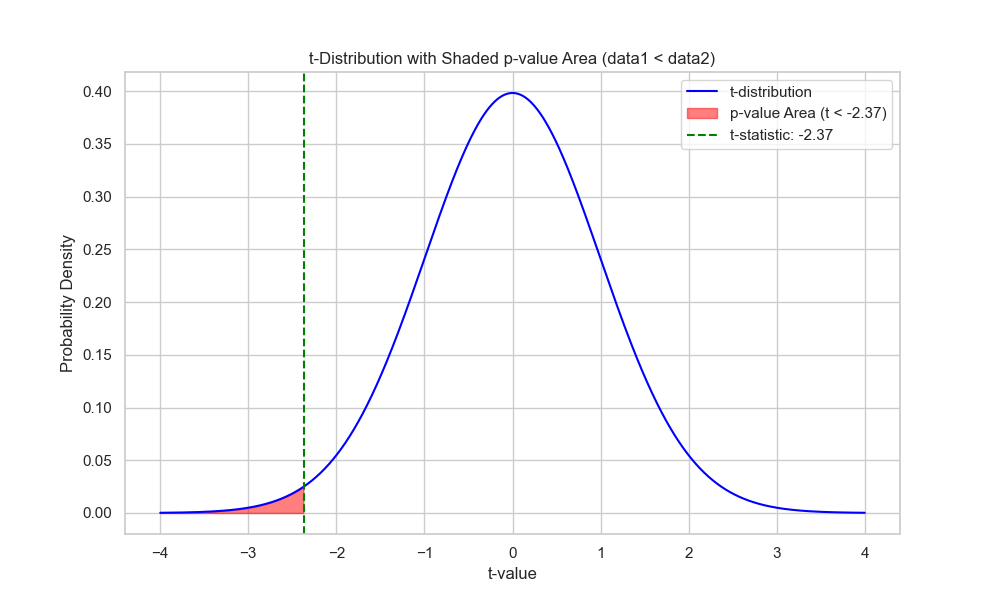 t-Distribution with Shaded p-value Area (data1 < data2)
t-distribution
p-value Area (t < -2.37)
t-statistic: -2.37
Probability Density
0.40
0.35
0.30
0.25
0.20
0.15
0.10
0.05
0.00
−4 −3 −2 −1 0 1 2 3 4
t-value